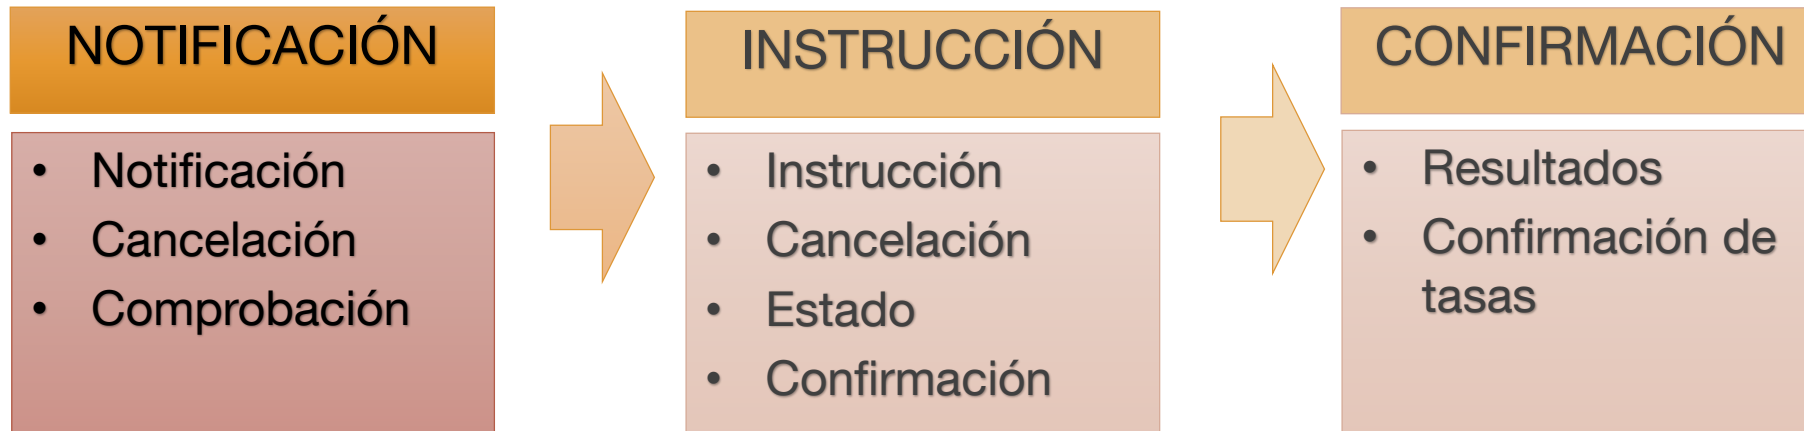 NOTIFICACIÓN
• Notificación
• Cancelación
• Comprobación
INSTRUCCIÓN
• Instrucción
• Cancelación
• Estado
• Confirmación
CONFIRMACIÓN
• Resultados
• Confirmación de
tasas